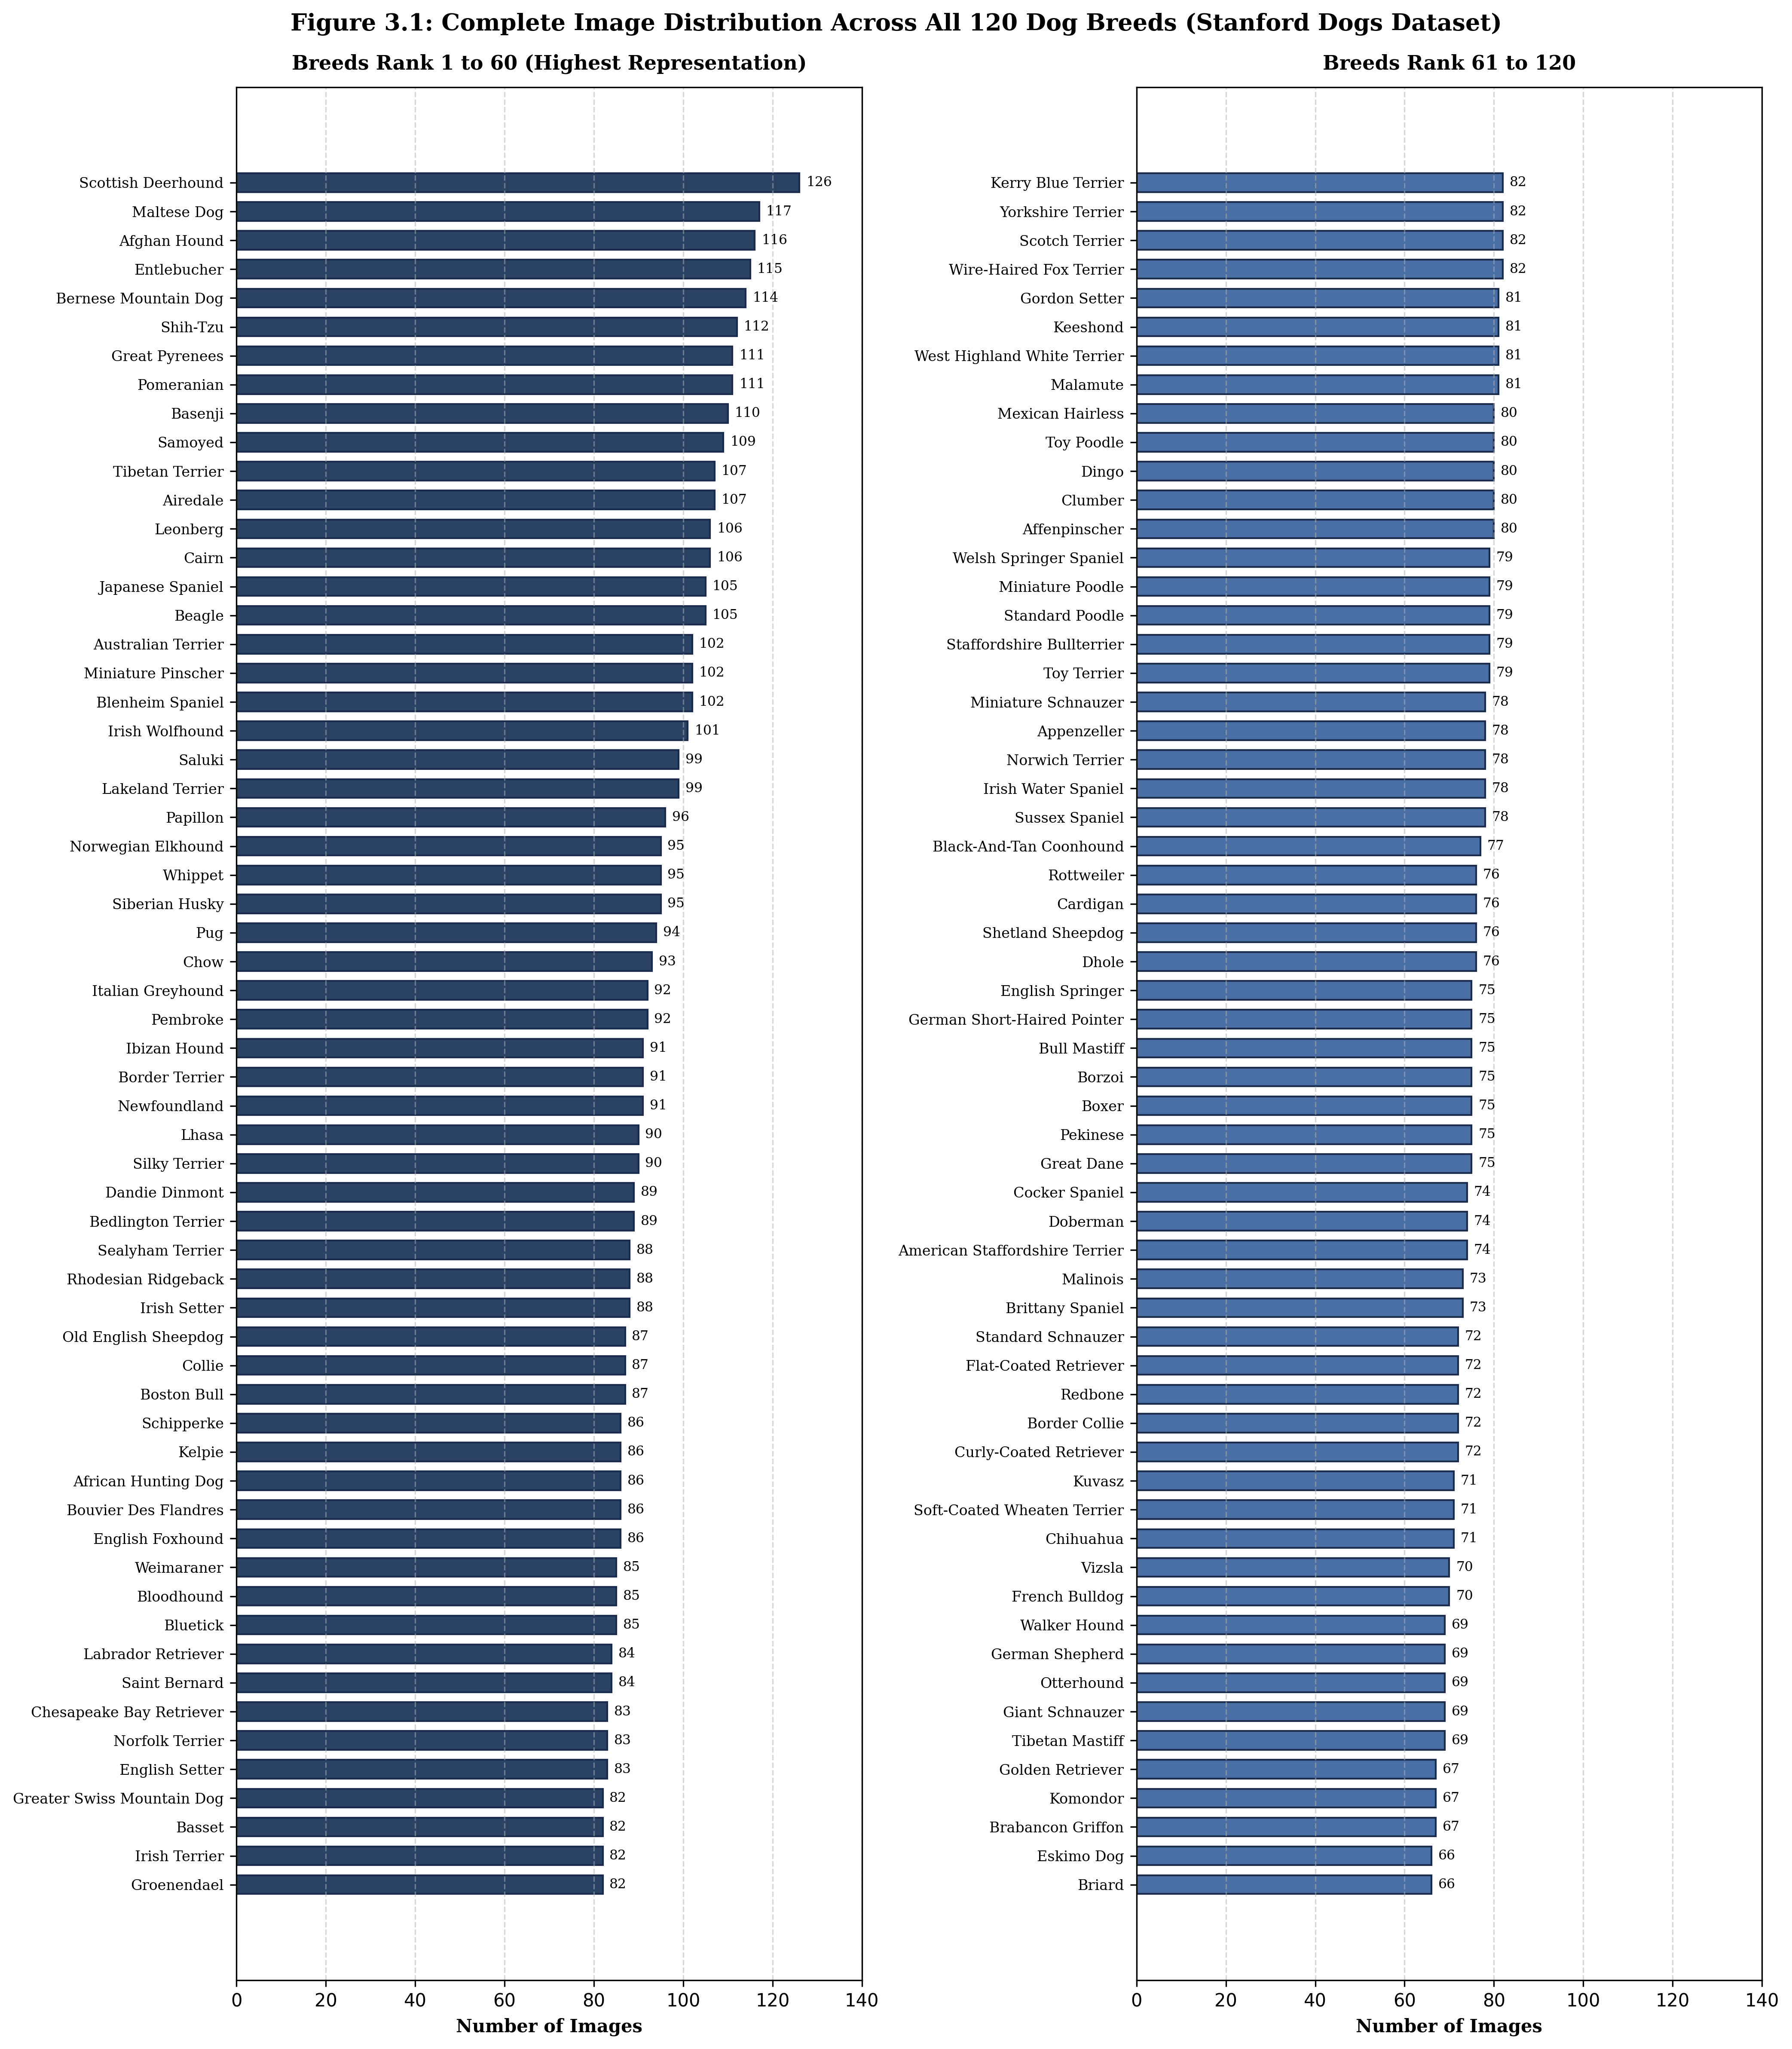 Figure 3.1: Complete Image Distribution Across All 120 Dog Breeds (Stanford Dogs Dataset)
Breeds Rank 1 to 60 (Highest Representation)
Scottish Deerhound 126
Maltese Dog 117
Afghan Hound 116
Entlebucher 115
Bernese Mountain Dog 114
Shih-Tzu 112
Great Pyrenees 111
Pomeranian 111
Basenji 110
Samoyed 109
Tibetan Terrier 107
Airedale 107
Leonberg 106
Cairn 106
Japanese Spaniel 105
Beagle 105
Australian Terrier 102
Miniature Pinscher 102
Blenheim Spaniel 102
Irish Wolfhound 101
Saluki 99
Lakeland Terrier 99
Papillon 96
Norwegian Elkhound 95
Whippet 95
Siberian Husky 95
Pug 94
Chow 93
Italian Greyhound 92
Pembroke 92
Ibizan Hound 91
Border Terrier 91
Newfoundland 91
Lhasa 90
Silky Terrier 90
Dandie Dinmont 89
Bedlington Terrier 89
Sealyham Terrier 88
Rhodesian Ridgeback 88
Irish Setter 88
Old English Sheepdog 87
Collie 87
Boston Bull 87
Schipperke 86
Kelpie 86
African Hunting Dog 86
Bouvier Des Flandres 86
English Foxhound 86
Weimaraner 85
Bloodhound 85
Bluetick 85
Labrador Retriever 84
Saint Bernard 84
Chesapeake Bay Retriever 83
Norfolk Terrier 83
English Setter 83
Greater Swiss Mountain Dog 82
Basset 82
Irish Terrier 82
Groenendael 82
0 20 40 60 80 100 120 140
Number of Images
Breeds Rank 61 to 120
Kerry Blue Terrier 82
Yorkshire Terrier 82
Scotch Terrier 82
Wire-Haired Fox Terrier 82
Gordon Setter 81
Keeshond 81
West Highland White Terrier 81
Malamute 81
Mexican Hairless 80
Toy Poodle 80
Dingo 80
Clumber 80
Affenpinscher 80
Welsh Springer Spaniel 79
Miniature Poodle 79
Standard Poodle 79
Staffordshire Bullterrier 79
Toy Terrier 79
Miniature Schnauzer 78
Appenzeller 78
Norwich Terrier 78
Irish Water Spaniel 78
Sussex Spaniel 78
Black-And-Tan Coonhound 77
Rottweiler 76
Cardigan 76
Shetland Sheepdog 76
Dhole 76
English Springer 75
German Short-Haired Pointer 75
Bull Mastiff 75
Borzoi 75
Boxer 75
Pekinese 75
Great Dane 75
Cocker Spaniel 74
Doberman 74
American Staffordshire Terrier 74
Malinois 73
Brittany Spaniel 73
Standard Schnauzer 72
Flat-Coated Retriever 72
Redbone 72
Border Collie 72
Curly-Coated Retriever 72
Kuvasz 71
Soft-Coated Wheaten Terrier 71
Chihuahua 71
Vizsla 70
French Bulldog 70
Walker Hound 69
German Shepherd 69
Otterhound 69
Giant Schnauzer 69
Tibetan Mastiff 69
Golden Retriever 67
Komondor 67
Brabancon Griffon 67
Eskimo Dog 66
Briard 66
0 20 40 60 80 100 120 140
Number of Images